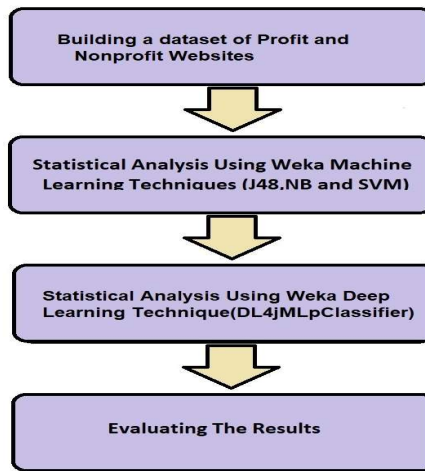 Building a dataset of Profit and
Nonprofit Websites
Statistical Analysis Using Weka Machine
Learning Techniques (J48,NB and SVM)
Statistical Analysis Using Weka Deep
Learning Technique(DL4jMLpClassifier)
Evaluating The Results